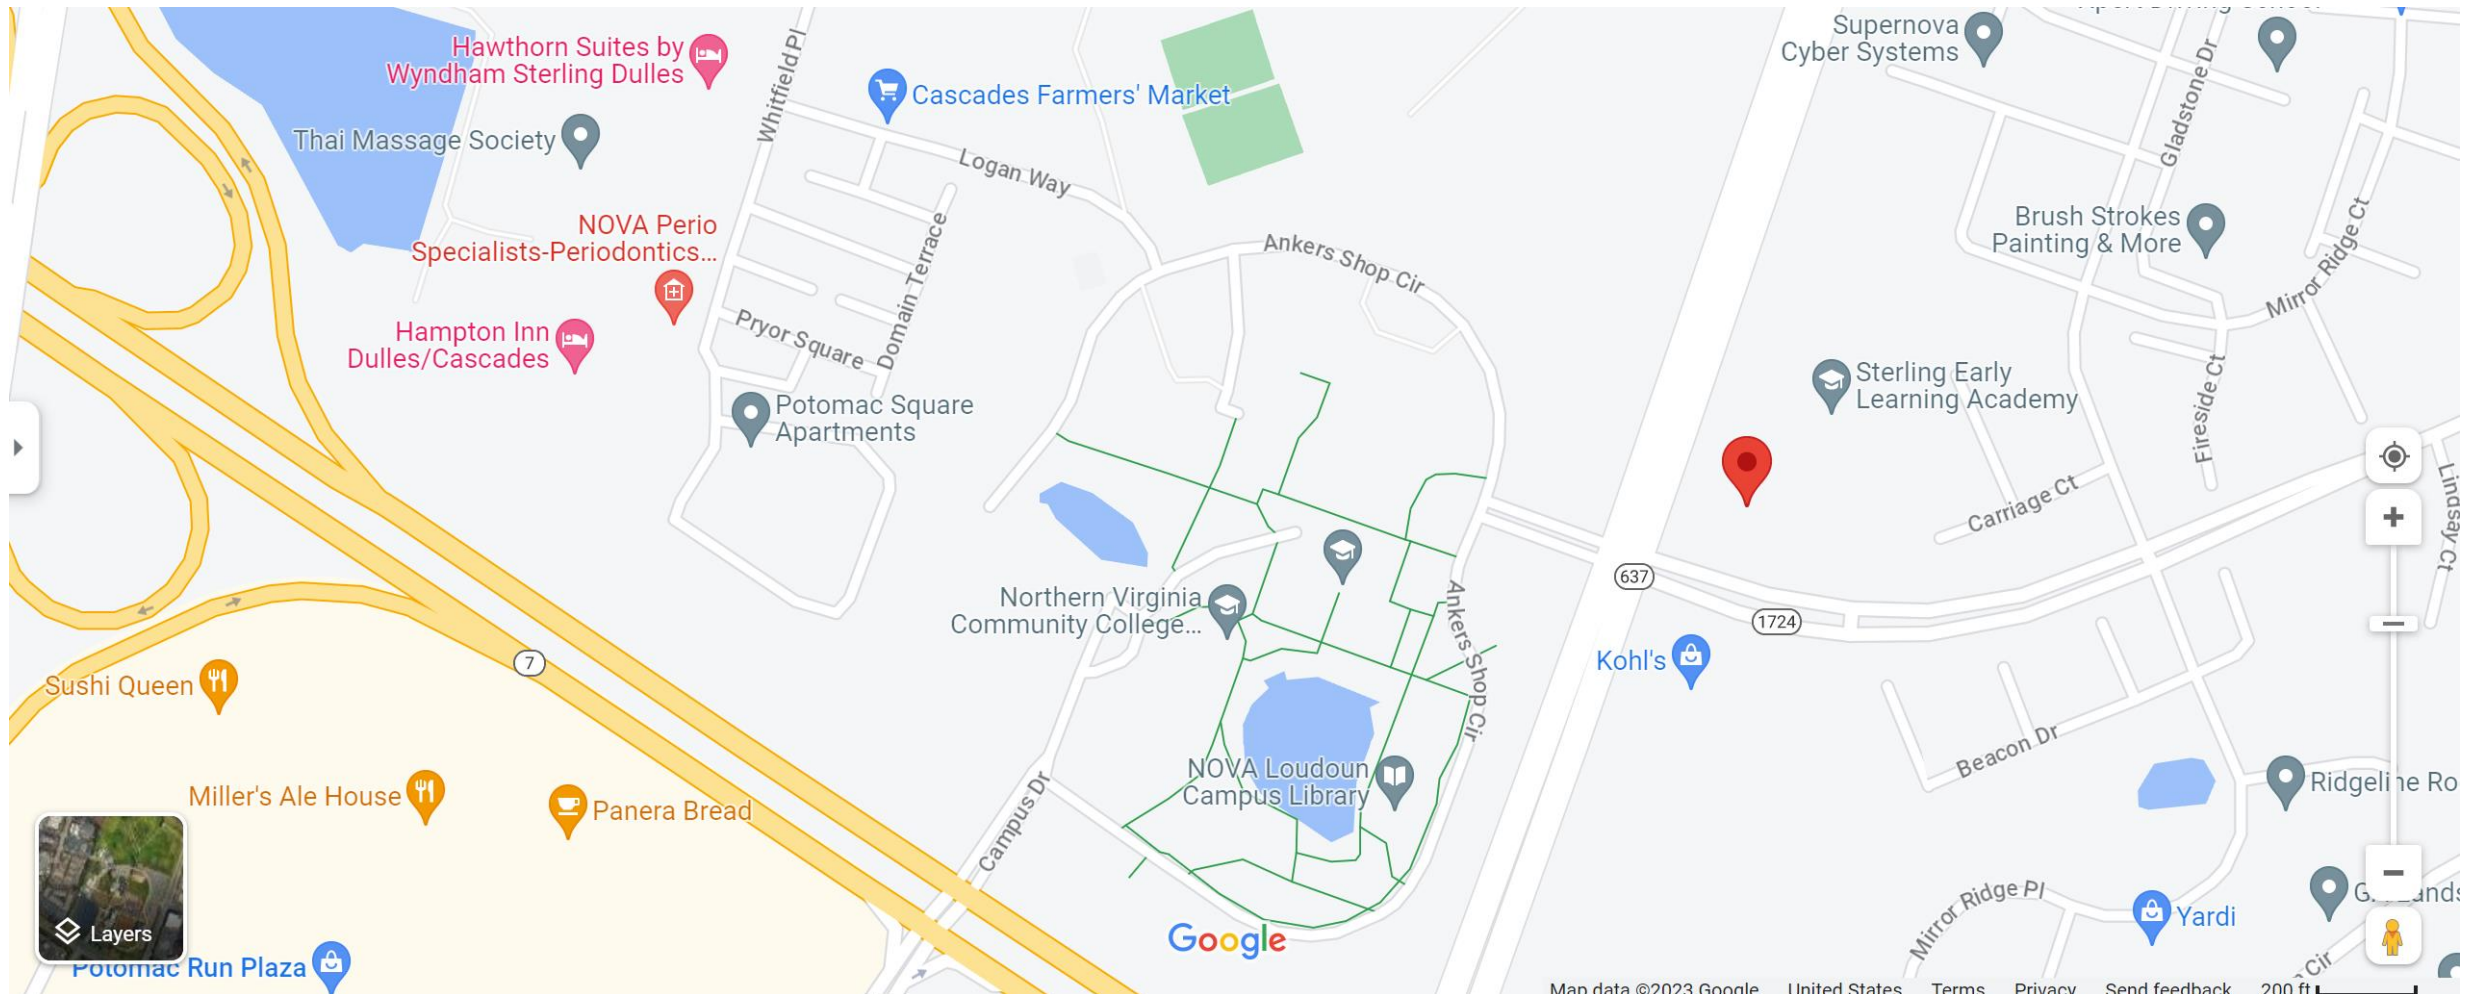 Hawthorn Suites by
Wyndham Sterling Dulles
Thai Massage Society
Whitfield Pl
Cascades Farmers' Market
Logan Way
Supernova
Cyber Systems
Gladstone Dr
NOVA Perio
Specialists-Periodontics...
Domain Terrace
Ankers Shop Cir
Brush Strokes
Painting & More
Mirror Ridge Ct
Hampton Inn
Dulles/Cascades
Pryor Square
Potomac Square
Apartments
Sterling Early
Learning Academy
Fireside Ct
Carriage Ct
Lindsay Ct
637
1724
Northern Virginia
Community College...
Ankers Shop Cir
Kohl's
7
Sushi Queen
Beacon Dr
Miller's Ale House
Panera Bread
Campus Dr
NOVA Loudoun
Campus Library
Ridgeline Ro
Layers
Potomac Run Plaza
Google
Mirror Ridge Pl
Yardi
Cir
Map data ©2023 Google
United States
Terms
Privacy
Send feedback
200 ft